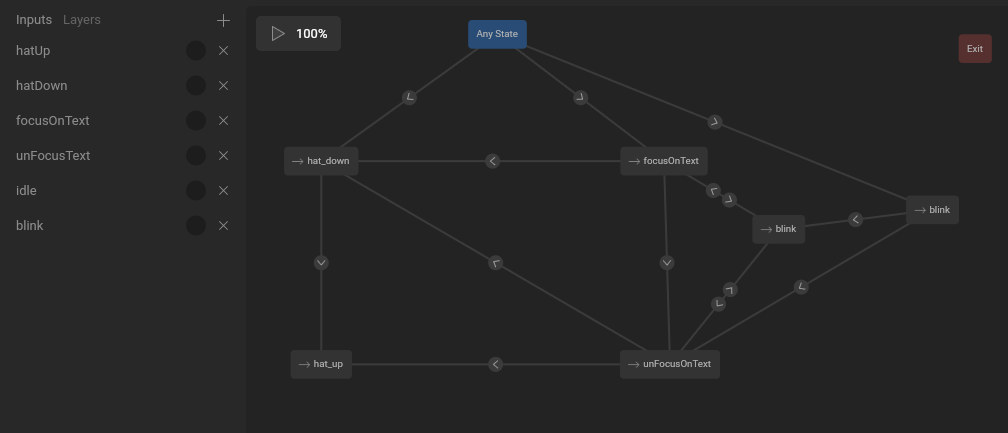 Inputs Layers
hatUp
hatDown
focusOnText
unFocusText
idle
blink
100%
Any State
Exit
hat_down
focusOnText
blink
blink
hat_up
unFocusOnText